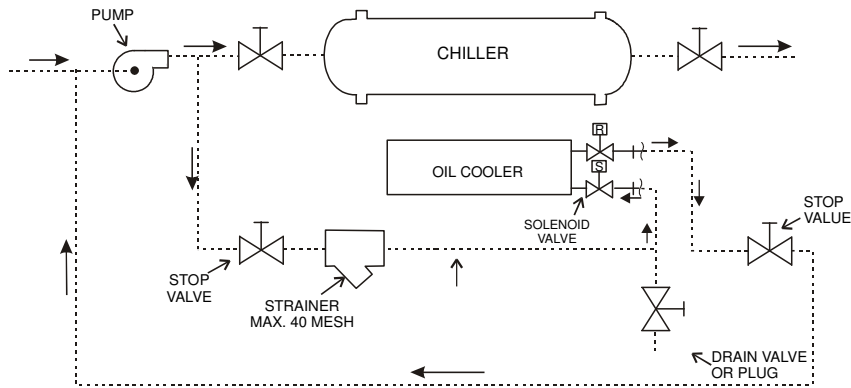 PUMP
CHILLER
R
OIL COOLER
S
STOP
VALUE
SOLENOID
VALVE
STOP
VALVE
STRAINER
MAX. 40 MESH
DRAIN VALVE
OR PLUG